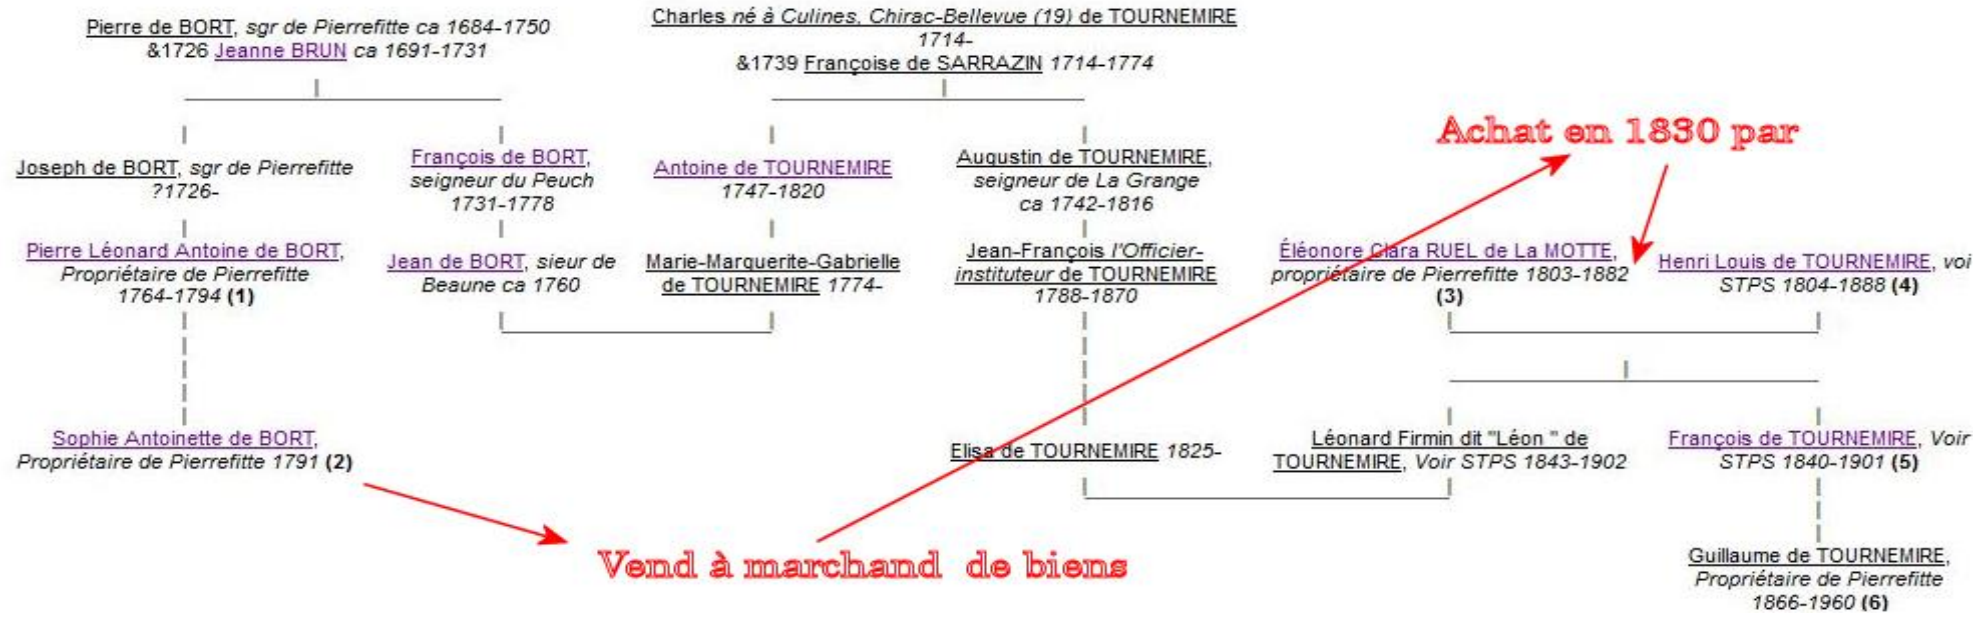 Pierre de BORT, sgr de Pierrefitte ca 1684-1750
&1726 Jeanne BRUN ca 1691-1731
Charles né à Culines, Chirac-Bellevue (19) de TOURNEMIRE
1714-
&1739 Françoise de SARRAZIN 1714-1774
Achat en 1830 par
Joseph de BORT, sgr de Pierrefitte
?1726-
François de BORT,
seigneur du Peuch
1731-1778
Antoine de TOURNEMIRE
1747-1820
Augustin de TOURNEMIRE,
seigneur de La Grange
ca 1742-1816
Pierre Léonard Antoine de BORT,
Propriétaire de Pierrefitte
1764-1794 (1)
Jean de BORT, sieur de
Beaune ca 1760
Marie-Marguerite-Gabrielle
de TOURNEMIRE 1774-
Jean-François l'Officier-
instituteur de TOURNEMIRE
1788-1870
Éléonore Clara RUEL de La MOTTE,
propriétaire de Pierrefitte 1803-1882
(3)
Henri Louis de TOURNEMIRE, voi
STPS 1804-1888 (4)
Sophie Antoinette de BORT,
Propriétaire de Pierrefitte 1791 (2)
Elisa de TOURNEMIRE 1825-
Léonard Firmin dit "Léon " de
TOURNEMIRE, Voir STPS 1843-1902
François de TOURNEMIRE, Voir
STPS 1840-1901 (5)
Vend à marchand de biens
Guillaume de TOURNEMIRE,
Propriétaire de Pierrefitte
1866-1960 (6)